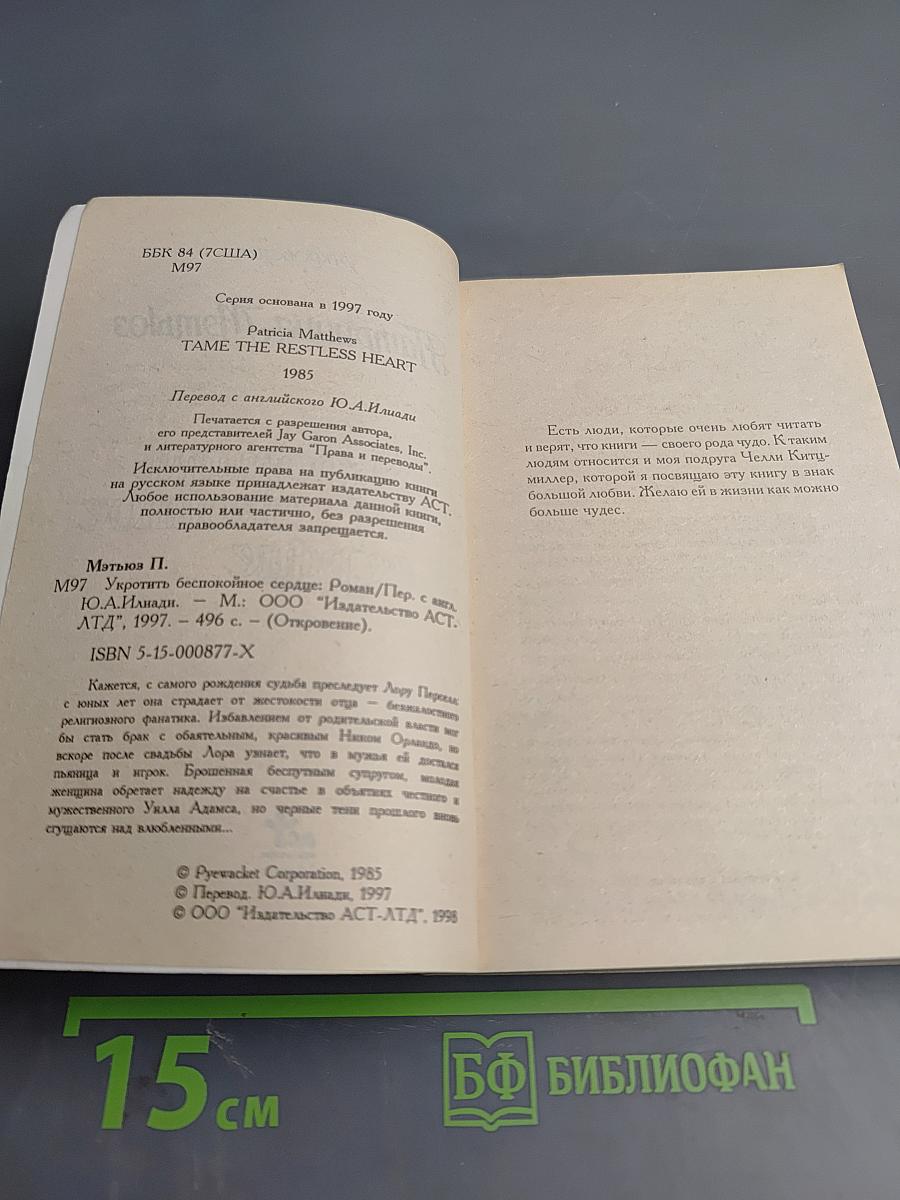 ББК 84 (7США)
М97
Серия основана в 1997 году
Patricia Matthews
TAME THE RESTLESS HEART
1985
Перевод с английского Ю.А.Илиади
Печатается с разрешения автора,
его представителей Jay Garon Associates, Inc.
и литературного агентства "Права и переводы".
Исключительные права на публикацию книги
на русском языке принадлежат издательству АСТ.
Любое использование материала данной книги,
полностью или частично, без разрешения
правообладателя запрещается.
Мэтьюз П.
М97 Укротить беспокойное сердце: Роман/Пер. с англ.
Ю.А.Илиади. — М.: ООО "Издательство АСТ-
ЛТД", 1997. – 496 с. – (Откровение).
ISBN 5-15-000877-X
Кажется, с самого рождения судьба преследует Лору
с юных лет она страдает от жестокости отца — безжалостного
религиозного фанатика. Избавлением от родительской власти мог
бы стать брак с обаятельным, красивым Ником Орландо, но
вскоре после свадьбы Лора узнает, что в мужья ей достался
пьяница и игрок. Брошенная беспутным супругом, молодая
женщина обретает надежду на счастье в объятиях честного и
мужественного Уилла Адамса, но черные тени прошлого вновь
сгущаются над влюбленными...
© Pyewacket Corporation, 1985
© Перевод. Ю.А.Илиади, 1997
© ООО "Издательство АСТ-ЛТД", 1998
Есть люди, которые очень любят читать
и верят, что книги — своего рода чудо. К таким
людям относится и моя подруга Челли Китц-
миллер, которой я посвящаю эту книгу в знак
большой любви. Желаю ей в жизни как можно
больше чудес.
15 см
БФ БИБЛИОФАН